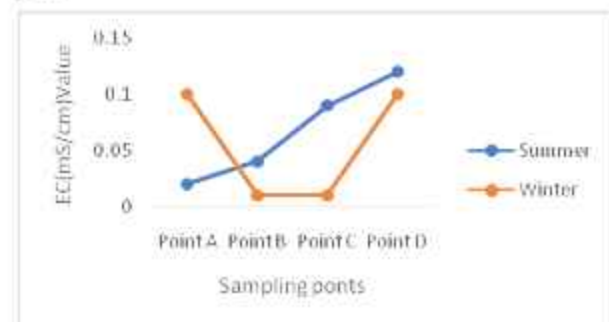 0.15
0.1
0.05
0
EC(mS/cm)Value
Point A Point B Point C Point D
Sampling ponts
Summer
Winter